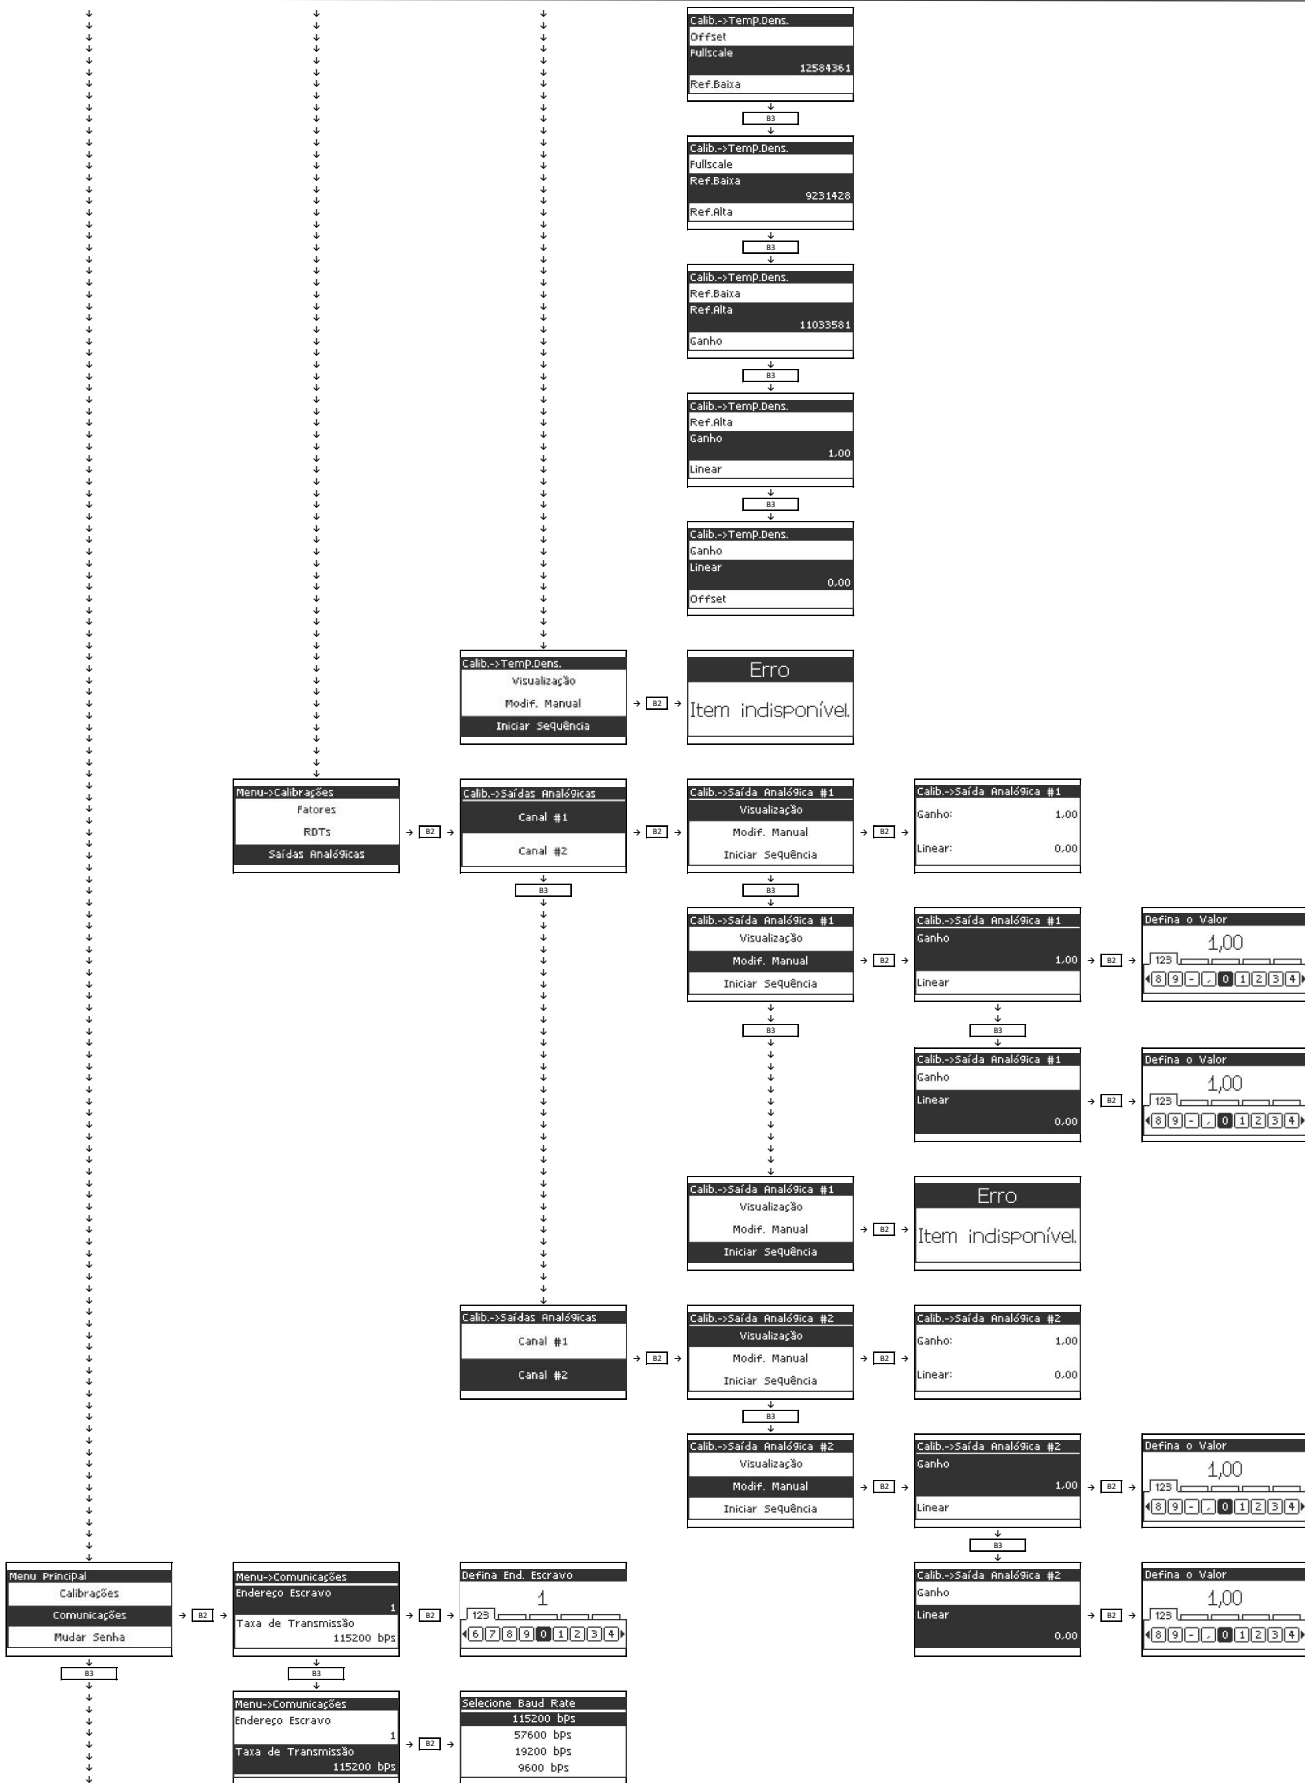 Calib.->Temp.Dens.
Offset
Fullscale
12584361
Ref.Baixa
B3
Calib.->Temp.Dens.
Fullscale
Ref.Baixa
9231428
Ref.Alta
B3
Calib.->Temp.Dens.
Ref.Baixa
Ref.Alta
11033581
Ganho
B3
Calib.->Temp.Dens.
Ref.Alta
Ganho
1,00
Linear
B3
Calib.->Temp.Dens.
Ganho
Linear
0,00
Offset
Calib.->Temp.Dens.
Visualização
Modif. Manual
Iniciar Sequência
B2
Erro
Item indisponível.
Menu->Calibrações
Fatores
RDTs
Saídas Analógicas
B2
Calib.->Saídas Analógicas
Canal #1
Canal #2
B2
Calib.->Saída Analógica #1
Visualização
Modif. Manual
Iniciar Sequência
B2
Calib.->Saída Analógica #1
Ganho: 1,00
Linear: 0,00
B3
B3
Calib.->Saída Analógica #1
Visualização
Modif. Manual
Iniciar Sequência
B2
Calib.->Saída Analógica #1
Ganho
1,00
Linear
B2
Defina o Valor
1,00
123
8 9 - , 0 1 2 3 4
B3
B3
Calib.->Saída Analógica #1
Ganho
Linear
0,00
B2
Defina o Valor
1,00
123
8 9 - , 0 1 2 3 4
Calib.->Saída Analógica #1
Visualização
Modif. Manual
Iniciar Sequência
B2
Erro
Item indisponível.
Calib.->Saídas Analógicas
Canal #1
Canal #2
B2
Calib.->Saída Analógica #2
Visualização
Modif. Manual
Iniciar Sequência
B2
Calib.->Saída Analógica #2
Ganho: 1,00
Linear: 0,00
B3
Calib.->Saída Analógica #2
Visualização
Modif. Manual
Iniciar Sequência
B2
Calib.->Saída Analógica #2
Ganho
1,00
Linear
B2
Defina o Valor
1,00
123
8 9 - , 0 1 2 3 4
B3
Menu Principal
Calibrações
Comunicações
Mudar Senha
B2
Menu->Comunicações
Endereço Escravo
1
Taxa de Transmissão
115200 bps
B2
Defina End. Escravo
1
123
6 7 8 9 0 1 2 3 4
Calib.->Saída Analógica #2
Ganho
Linear
0,00
B2
Defina o Valor
1,00
123
8 9 - , 0 1 2 3 4
B3
B3
Menu->Comunicações
Endereço Escravo
1
Taxa de Transmissão
115200 bps
B2
Selecione Baud Rate
115200 bps
57600 bps
19200 bps
9600 bps